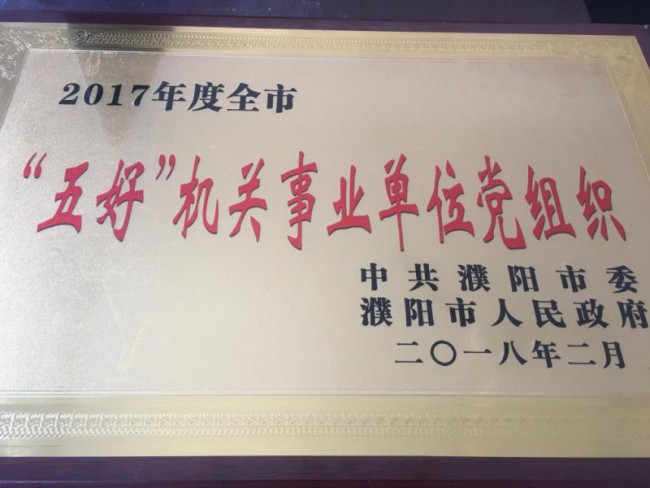 2017年度全市
“五好”机关事业单位党组织
中共濮阳市委
濮阳市人民政府
二〇一八年二月